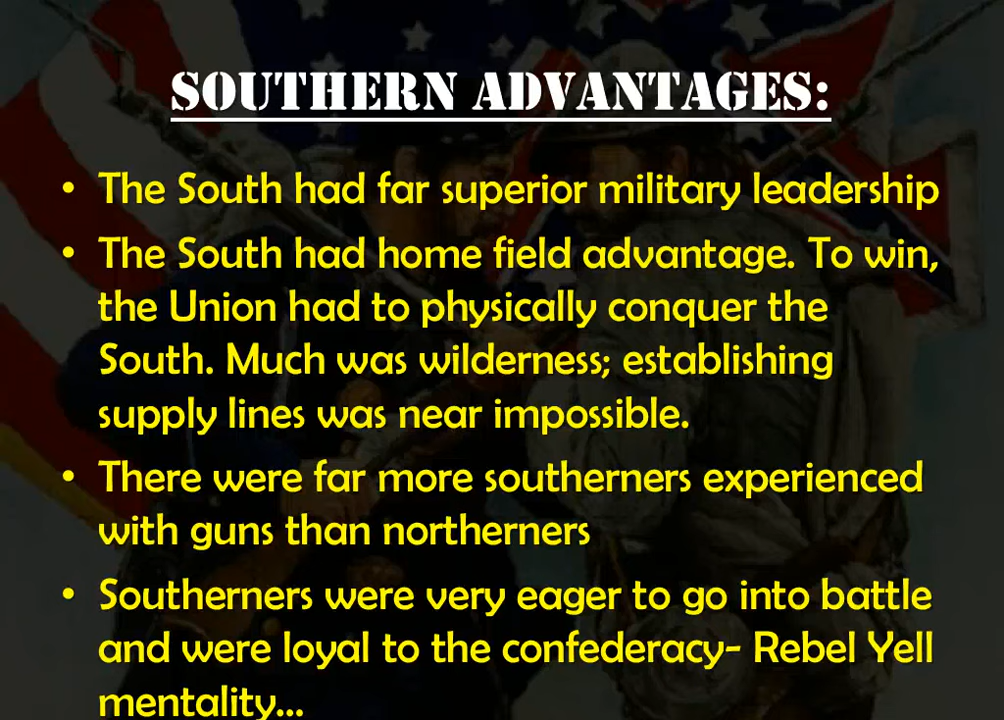 SOUTHERN ADVANTAGES:
• The South had far superior military leadership
• The South had home field advantage. To win,
the Union had to physically conquer the
South. Much was wilderness; establishing
supply lines was near impossible.
• There were far more southerners experienced
with guns than northerners
• Southerners were very eager to go into battle
and were loyal to the confederacy- Rebel Yell
mentality...